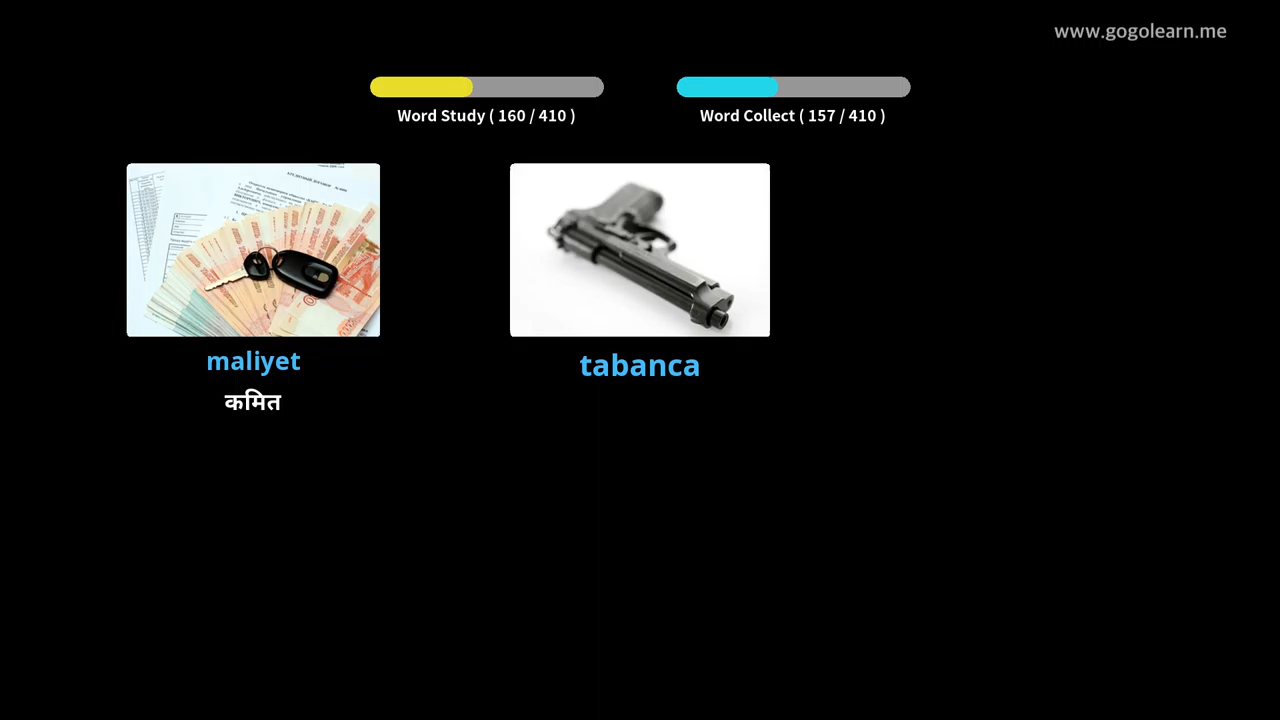 www.gogolearn.me
Word Study ( 160 / 410 )
Word Collect ( 157 / 410 )
maliyet
कमित
tabanca